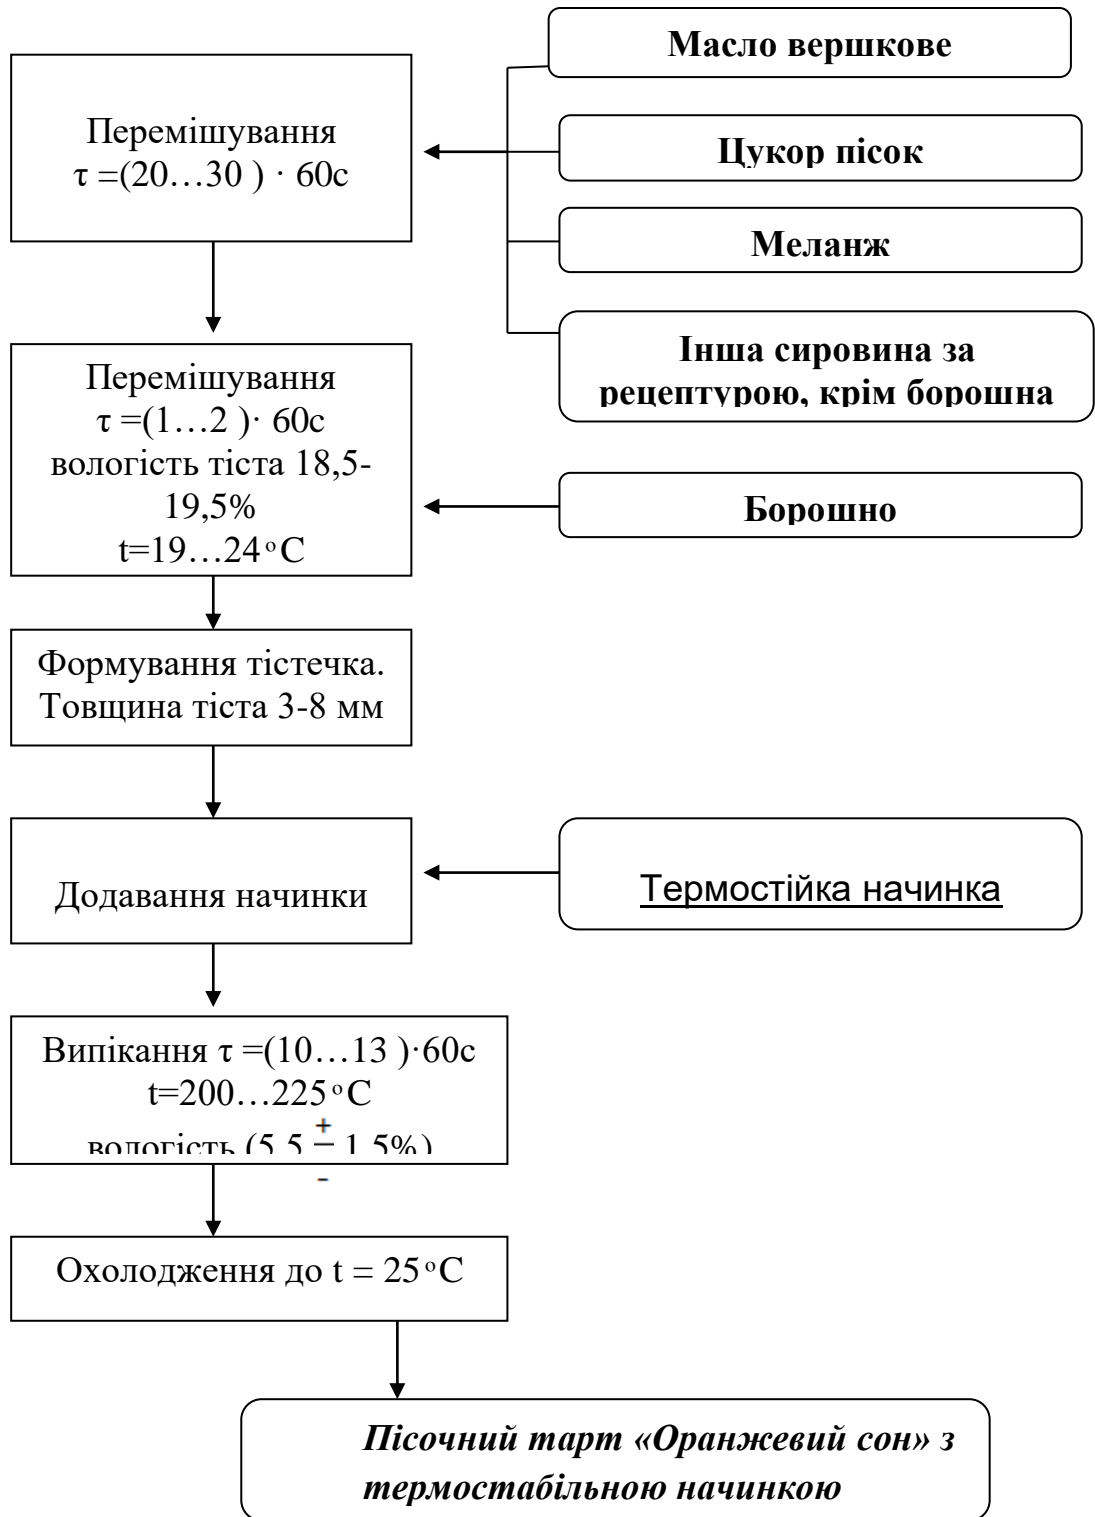 Масло вершкове
Перемішування
τ =(20…30 ) · 60с
Цукор пісок
Меланж
Інша сировина за
рецептурою, крім борошна
Перемішування
τ =(1…2 )· 60с
вологість тіста 18,5-
19,5%
t=19…24°С
Борошно
Формування тістечка.
Товщина тіста 3-8 мм
Додавання начинки
Термостійка начинка
Випікання τ =(10…13 )·60с
t=200…225°С
вологість (5,5 ± 1,5%)
Охолодження до t = 25°С
Пісочний тарт «Оранжевий сон» з
термостабільною начинкою